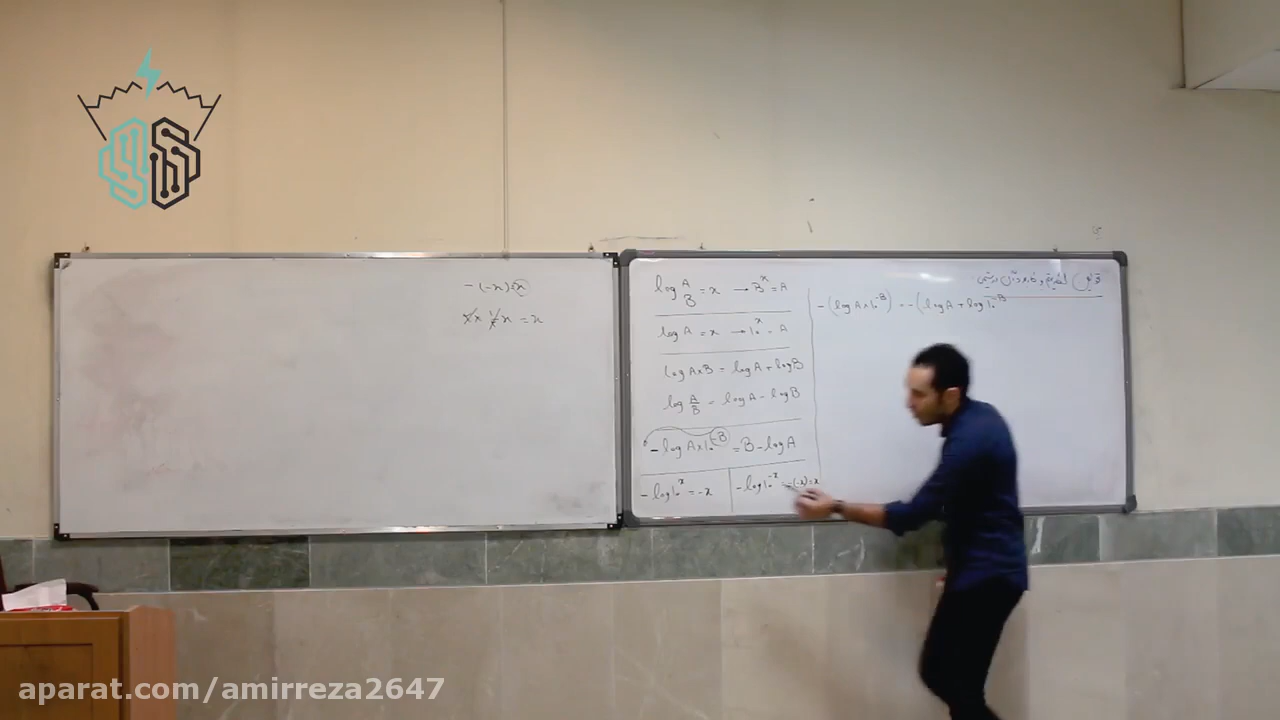 -(-x)=x
log_B A = x → B^x = A
log A = x → 10^x = A
log A×B = log A + log B
log A/B = log A - log B
-log A×10^-B = B - log A
-log 10^x = -x
-log 10^-x = -(-x)=x
-(log A×10^-B) = -(log A + log 10^-B
aparat.com/amirreza2647